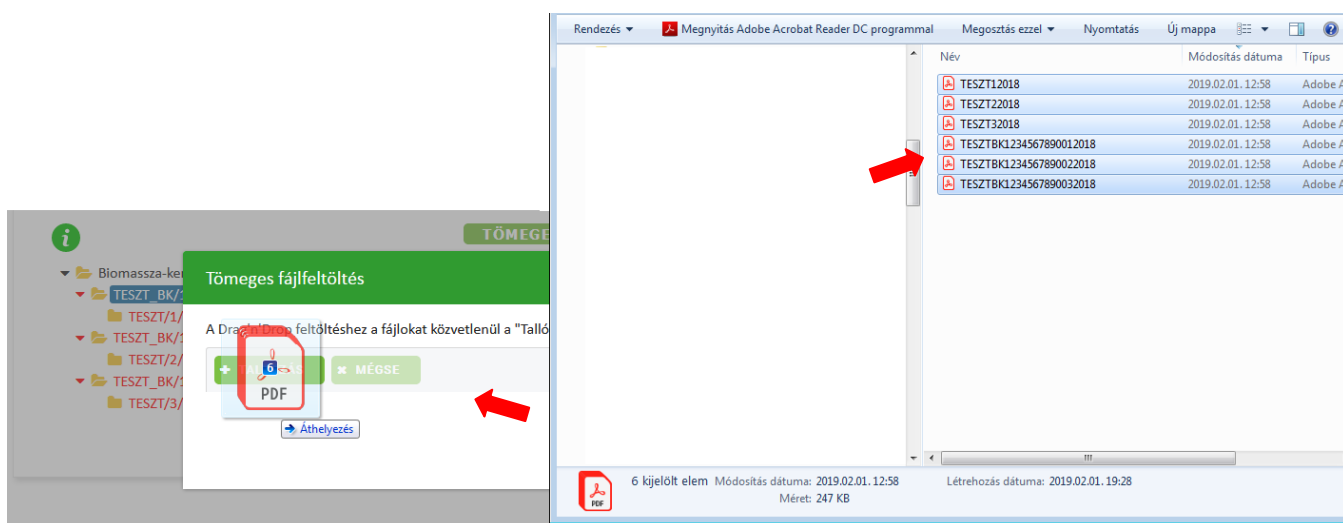 Rendezés Megnyitás Adobe Acrobat Reader DC programmal Megosztás ezzel Nyomtatás Új mappa
Név Módosítás dátuma Típus
TESZT12018 2019.02.01. 12:58 Adobe A
TESZT22018 2019.02.01. 12:58 Adobe A
TESZT32018 2019.02.01. 12:58 Adobe A
TESZTBK1234567890012018 2019.02.01. 12:58 Adobe A
TESZTBK1234567890022018 2019.02.01. 12:58 Adobe A
TESZTBK1234567890032018 2019.02.01. 12:58 Adobe A
TÖMEGE
Biomassza-ke
TESZT_BK/1
TESZT/1/
TESZT_BK/1
TESZT/2/
TESZT_BK/1
TESZT/3/
Tömeges fájlfeltöltés
A Drag'n'Drop feltöltéshez a fájlokat közvetlenül a "Talló
MÉGSE
6
PDF
Áthelyezés
6 kijelölt elem Módosítás dátuma: 2019.02.01. 12:58 Létrehozás dátuma: 2019.02.01. 19:28
Méret: 247 KB
PDF